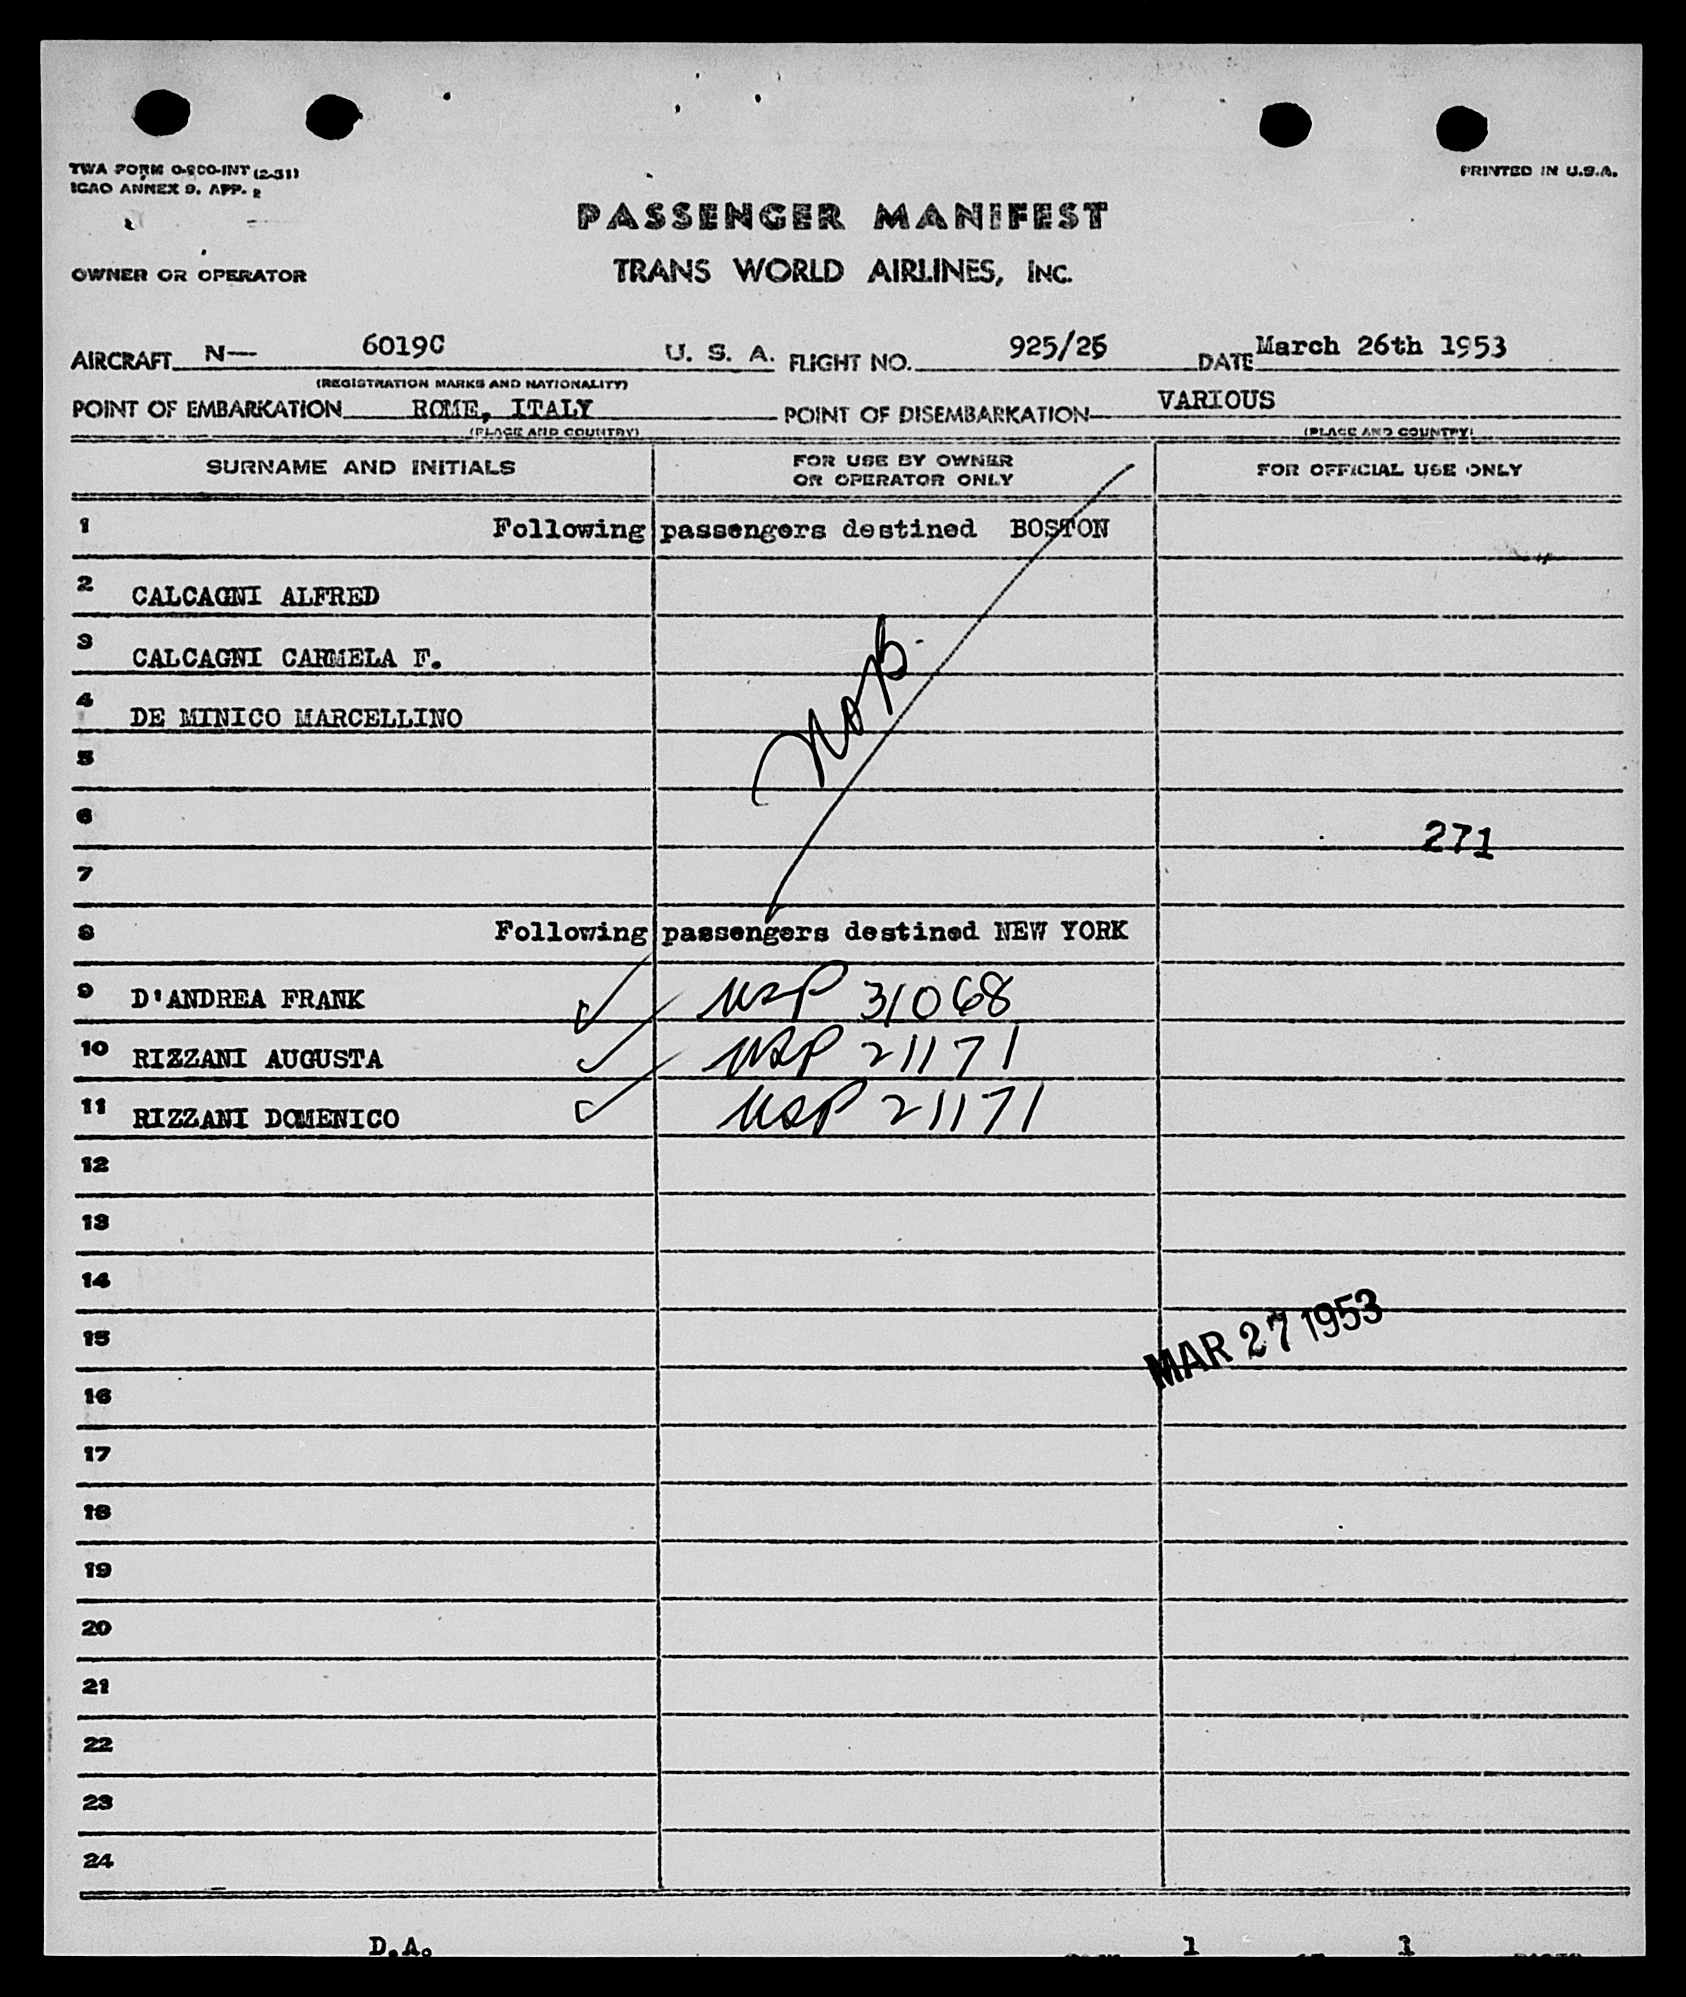 TWA FORM O-800-INT (2-51)
ICAO ANNEX 9, APP. 2
PRINTED IN U.S.A.
PASSENGER MANIFEST
OWNER OR OPERATOR TRANS WORLD AIRLINES, INC.
AIRCRAFT N— 6019C U. S. A. FLIGHT NO. 925/25 DATE March 26th 1953
(REGISTRATION MARKS AND NATIONALITY)
POINT OF EMBARKATION ROME, ITALY POINT OF DISEMBARKATION VARIOUS
(PLACE AND COUNTRY) (PLACE AND COUNTRY)
SURNAME AND INITIALS FOR USE BY OWNER OR OPERATOR ONLY FOR OFFICIAL USE ONLY
1 Following passengers destined BOSTON
2 CALCAGNI ALFRED
3 CALCAGNI CARMELA F.
4 DE MINICO MARCELLINO
5
6 271
7
8 Following passengers destined NEW YORK
9 D'ANDREA FRANK USP 31068
10 RIZZANI AUGUSTA USP 21171
11 RIZZANI DOMENICO USP 21171
12
13
14
15 MAR 27 1953
16
17
18
19
20
21
22
23
24
D.A. 1 1